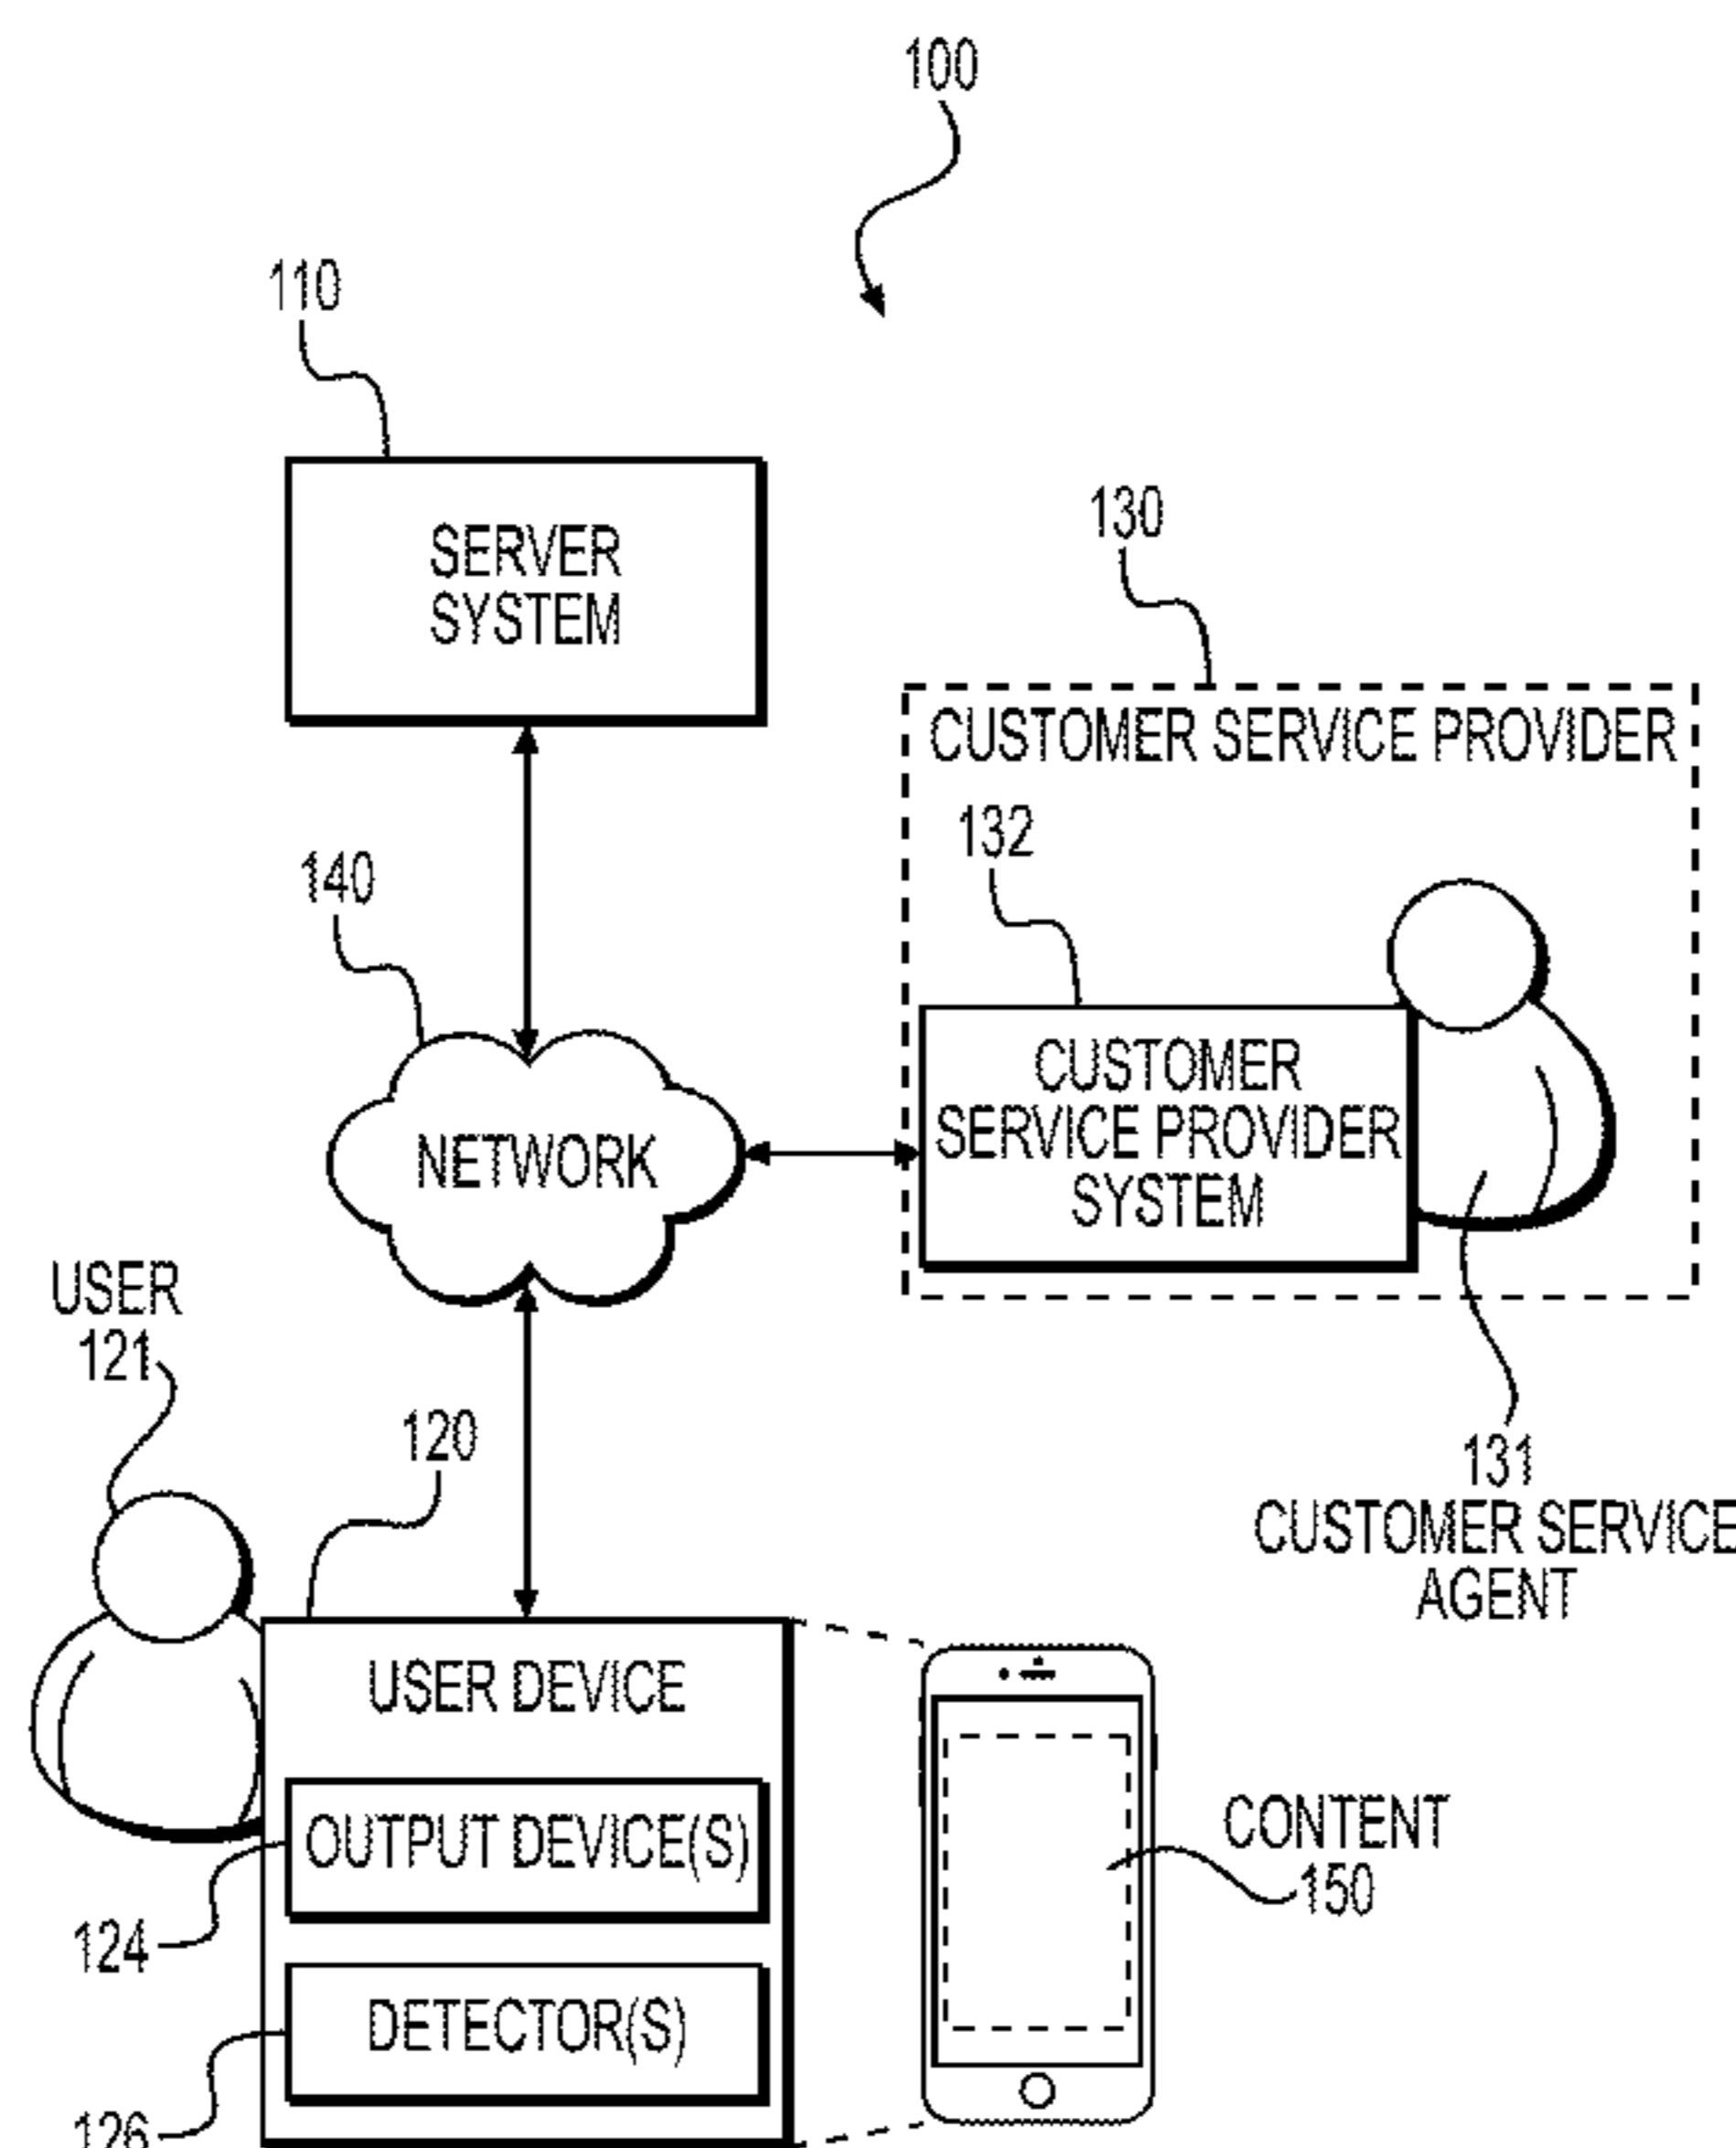 100
110
SERVER
SYSTEM
130
CUSTOMER SERVICE PROVIDER
132
140
CUSTOMER
SERVICE PROVIDER
SYSTEM
NETWORK
USER
121
120
131
CUSTOMER SERVICE
AGENT
USER DEVICE
OUTPUT DEVICE(S)
CONTENT
150
124
DETECTOR(S)
126